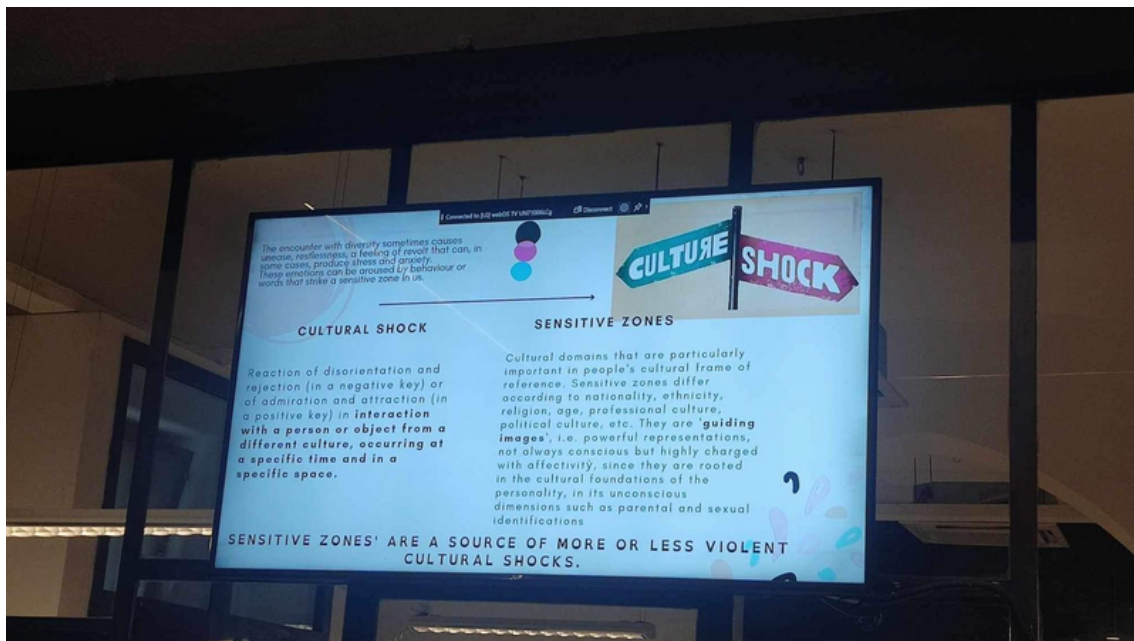 Connected to [LG] webOS TV
Disconnect
The encounter with diversity sometimes causes
unease, restlessness, a feeling of revolt that can, in
some cases, produce stress and anxiety.
These emotions can be aroused by behaviour or
words that strike a sensitive zone in us.
CULTURE
SHOCK
CULTURAL SHOCK
Reaction of disorientation and
rejection (in a negative key) or
of admiration and attraction (in
a positive key) in interaction
with a person or object from a
different culture, occurring at
a specific time and in a
specific space.
SENSITIVE ZONES
Cultural domains that are particularly
important in people's cultural frame of
reference. Sensitive zones differ
according to nationality, ethnicity,
religion, age, professional culture,
political culture, etc. They are 'guiding
images', i.e. powerful representations,
not always conscious but highly charged
with affectivity, since they are rooted
in the cultural foundations of the
personality, in its unconscious
dimensions such as parental and sexual
identifications
SENSITIVE ZONES' ARE A SOURCE OF MORE OR LESS VIOLENT
CULTURAL SHOCKS.